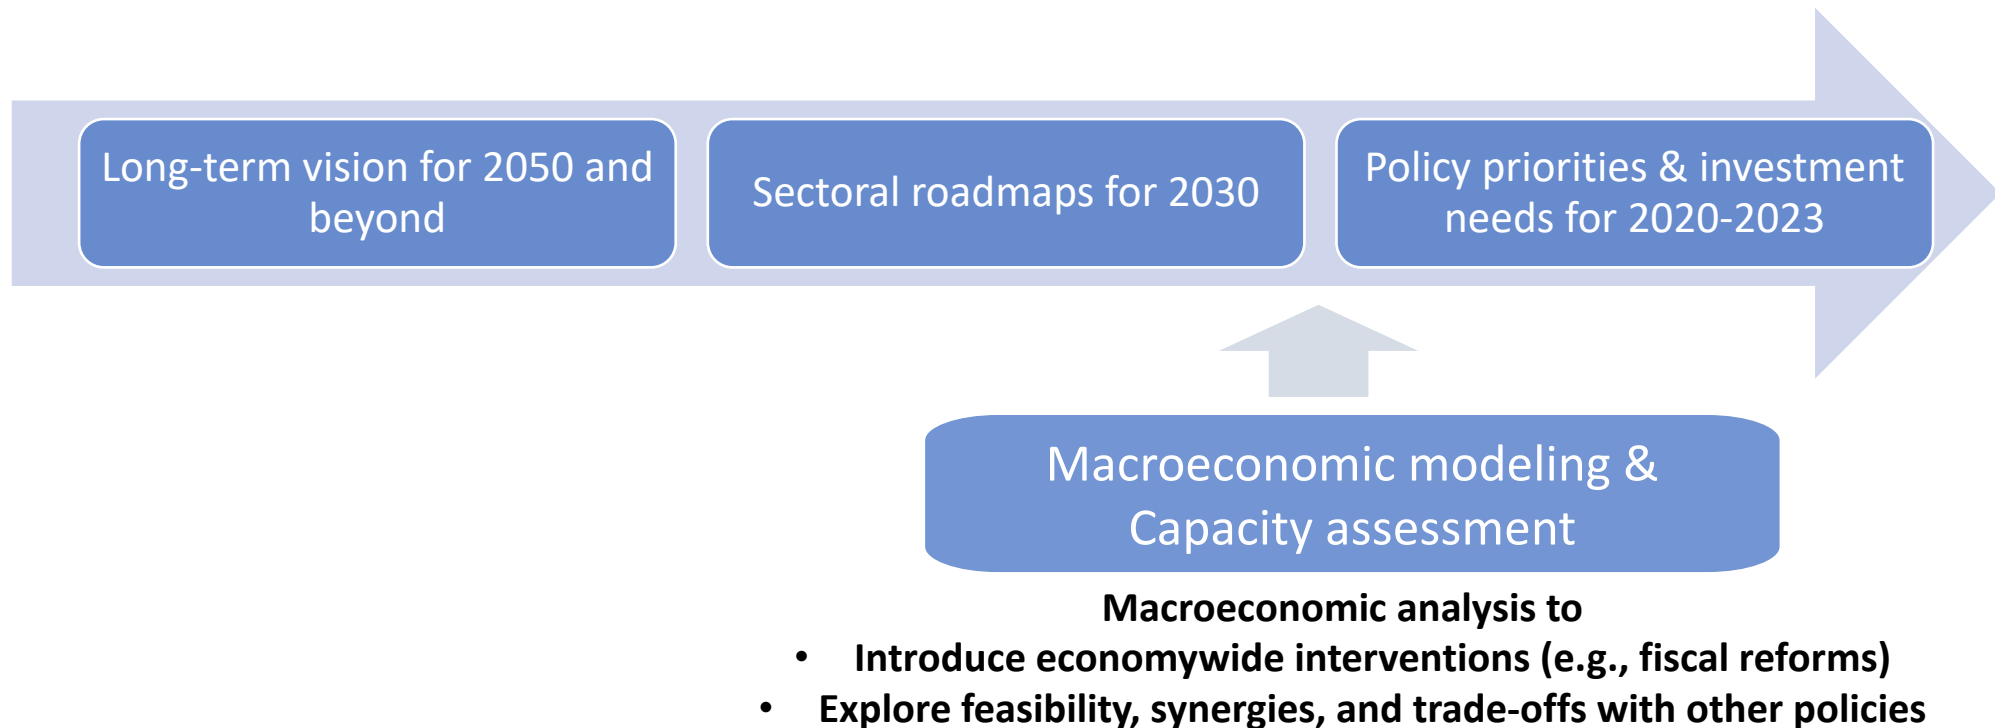 Long-term vision for 2050 and
beyond
Sectoral roadmaps for 2030
Policy priorities & investment
needs for 2020-2023
Macroeconomic modeling &
Capacity assessment
Macroeconomic analysis to
• Introduce economywide interventions (e.g., fiscal reforms)
• Explore feasibility, synergies, and trade-offs with other policies